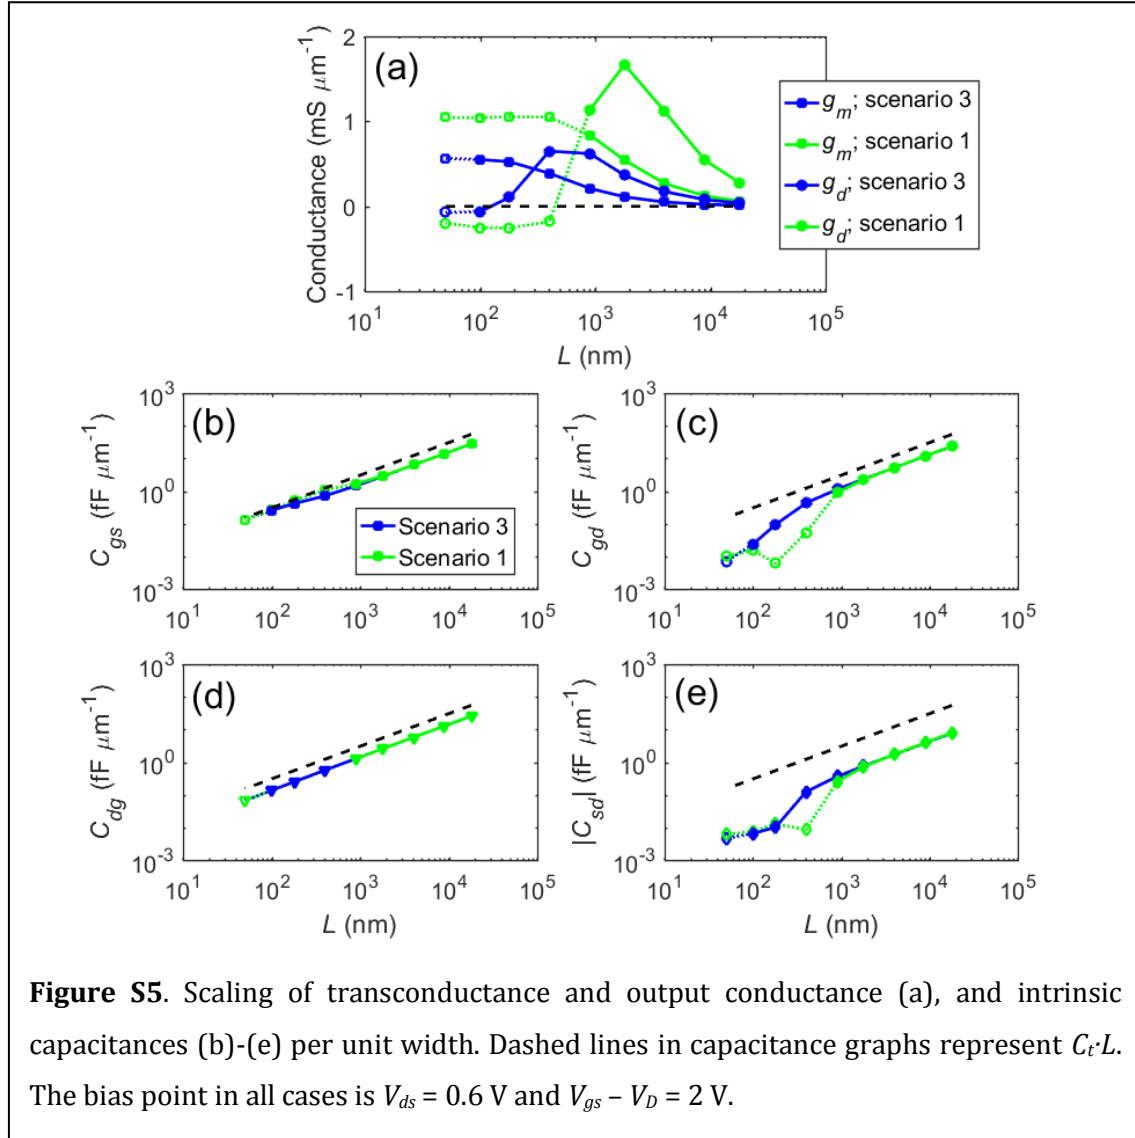 (a)
Conductance (mS μm⁻¹)
2
1
0
-1
10¹ 10² 10³ 10⁴ 10⁵
L (nm)
gₘ; scenario 3
gₘ; scenario 1
g_d; scenario 3
g_d; scenario 1
(b)
C_gs (fF μm⁻¹)
10³
10⁰
10⁻³
10¹ 10² 10³ 10⁴ 10⁵
Scenario 3
Scenario 1
(c)
C_gd (fF μm⁻¹)
10³
10⁰
10⁻³
10¹ 10² 10³ 10⁴ 10⁵
(d)
C_dg (fF μm⁻¹)
10³
10⁰
10⁻³
10¹ 10² 10³ 10⁴ 10⁵
L (nm)
(e)
|C_sd| (fF μm⁻¹)
10³
10⁰
10⁻³
10¹ 10² 10³ 10⁴ 10⁵
L (nm)
Figure S5. Scaling of transconductance and output conductance (a), and intrinsic
capacitances (b)-(e) per unit width. Dashed lines in capacitance graphs represent Cₜ·L.
The bias point in all cases is V_ds = 0.6 V and V_gs – V_D = 2 V.